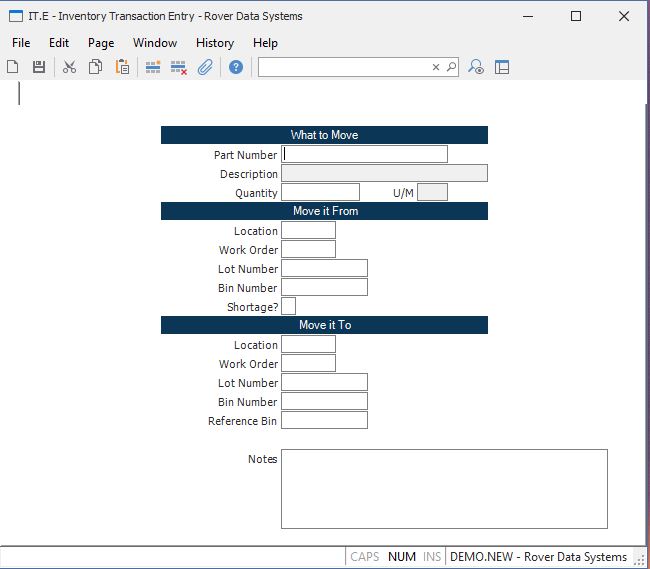 IT.E - Inventory Transaction Entry - Rover Data Systems
File Edit Page Window History Help
What to Move
Part Number
Description
Quantity U/M
Move it From
Location
Work Order
Lot Number
Bin Number
Shortage?
Move it To
Location
Work Order
Lot Number
Bin Number
Reference Bin
Notes
CAPS NUM INS DEMO.NEW - Rover Data Systems